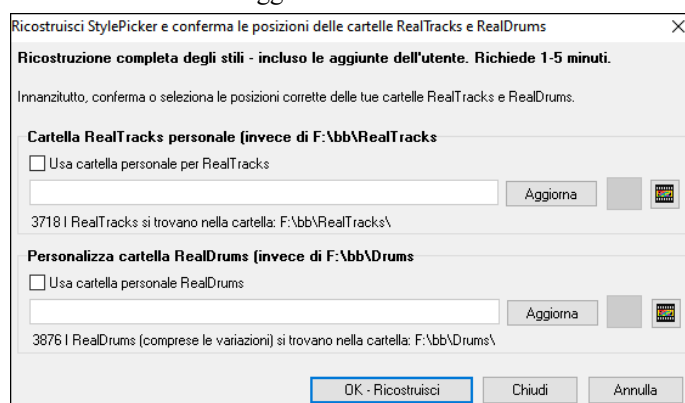 Ricostruisci StylePicker e conferma le posizioni delle cartelle RealTracks e RealDrums
Ricostruzione completa degli stili - incluso le aggiunte dell'utente. Richiede 1-5 minuti.
Innanzitutto, conferma o seleziona le posizioni corrette delle tue cartelle RealTracks e RealDrums.
Cartella RealTracks personale (invece di F:\bb\RealTracks
Usa cartella personale per RealTracks
Aggiorna
3718 I RealTracks si trovano nella cartella: F:\bb\RealTracks\
Personalizza cartella RealDrums (invece di F:\bb\Drums
Usa cartella personale RealDrums
Aggiorna
3876 I RealDrums (comprese le variazioni) si trovano nella cartella: F:\bb\Drums\
OK - Ricostruisci Chiudi Annulla